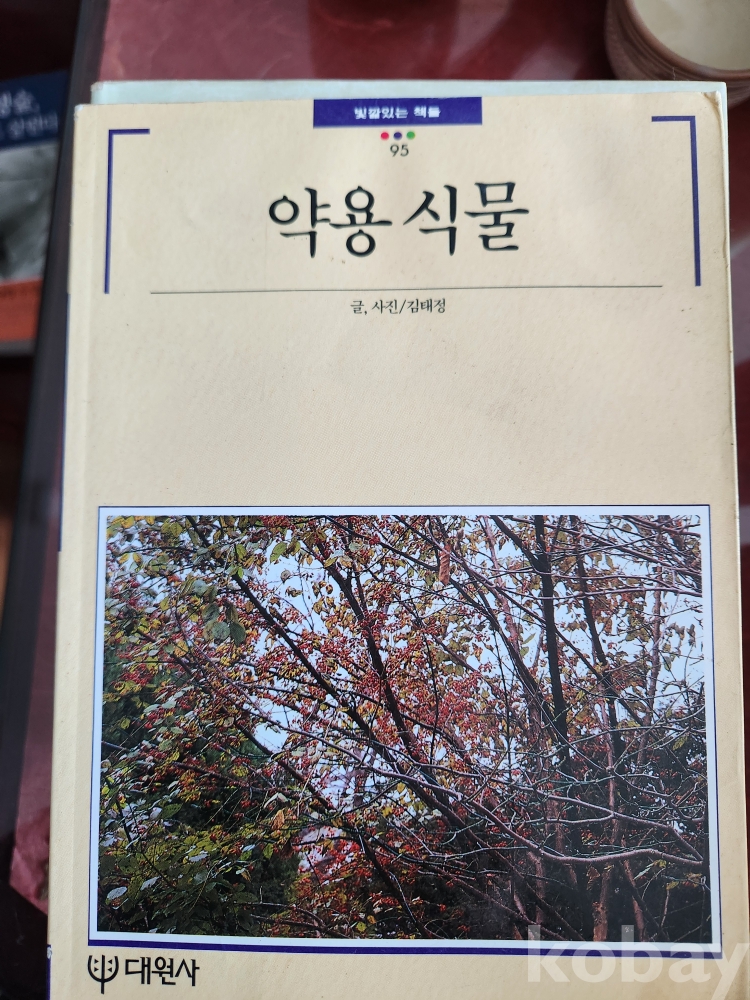 빛깔있는 책들
95
약용 식물
글, 사진/김태정
대원사
kobay